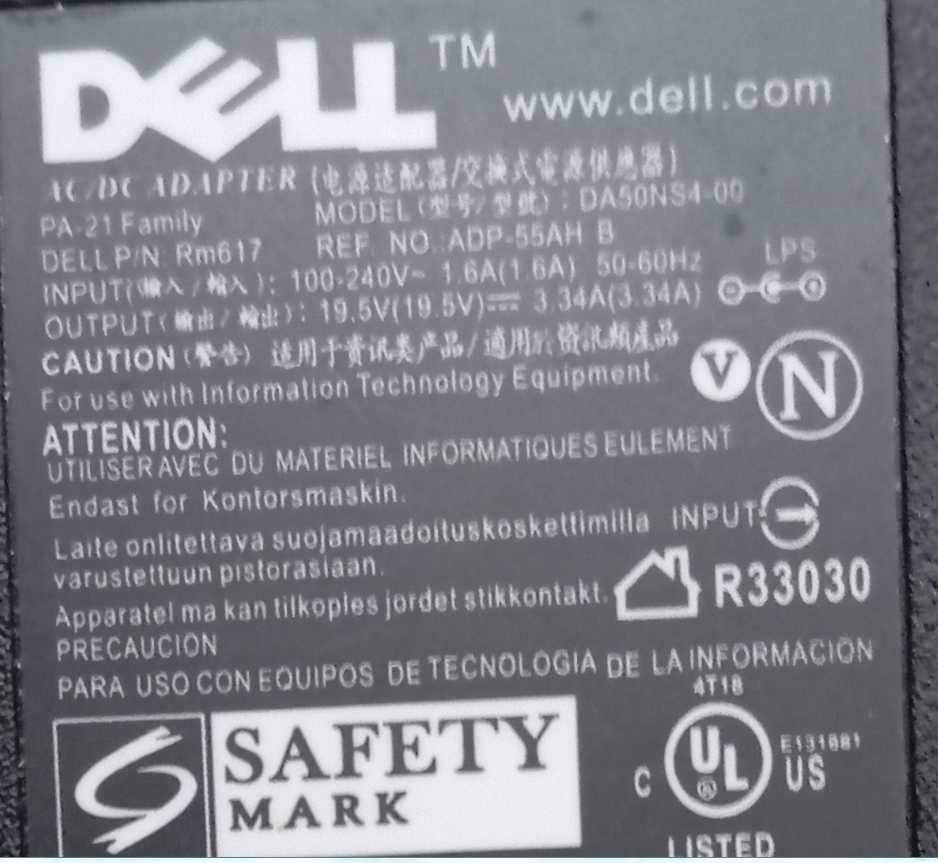 DELL™
www.dell.com
AC/DC ADAPTER (电源适配器/交換式電源供應器)
PA-21 Family MODEL (型号/型號) : DA50NS4-00
DELL P/N: Rm617 REF. NO.:ADP-55AH B
INPUT(输入/輸入): 100-240V~ 1.6A(1.6A) 50-60Hz LPS
OUTPUT(输出/輸出): 19.5V(19.5V)⎓ 3.34A(3.34A)
CAUTION (警告) 适用于资讯类产品/適用於資訊類產品
For use with Information Technology Equipment.
V N
ATTENTION:
UTILISER AVEC DU MATERIEL INFORMATIQUES EULEMENT
Endast for Kontorsmaskin.
Laite onlitettava suojamaadoituskoskettimilla INPUT:
varustettuun pistorasiaan.
Apparatel ma kan tilkoples jordet stikkontakt. R33030
PRECAUCION
PARA USO CON EQUIPOS DE TECNOLOGIA DE LA INFORMACION
4T18
SAFETY
MARK
C UL US
E131881
LISTED